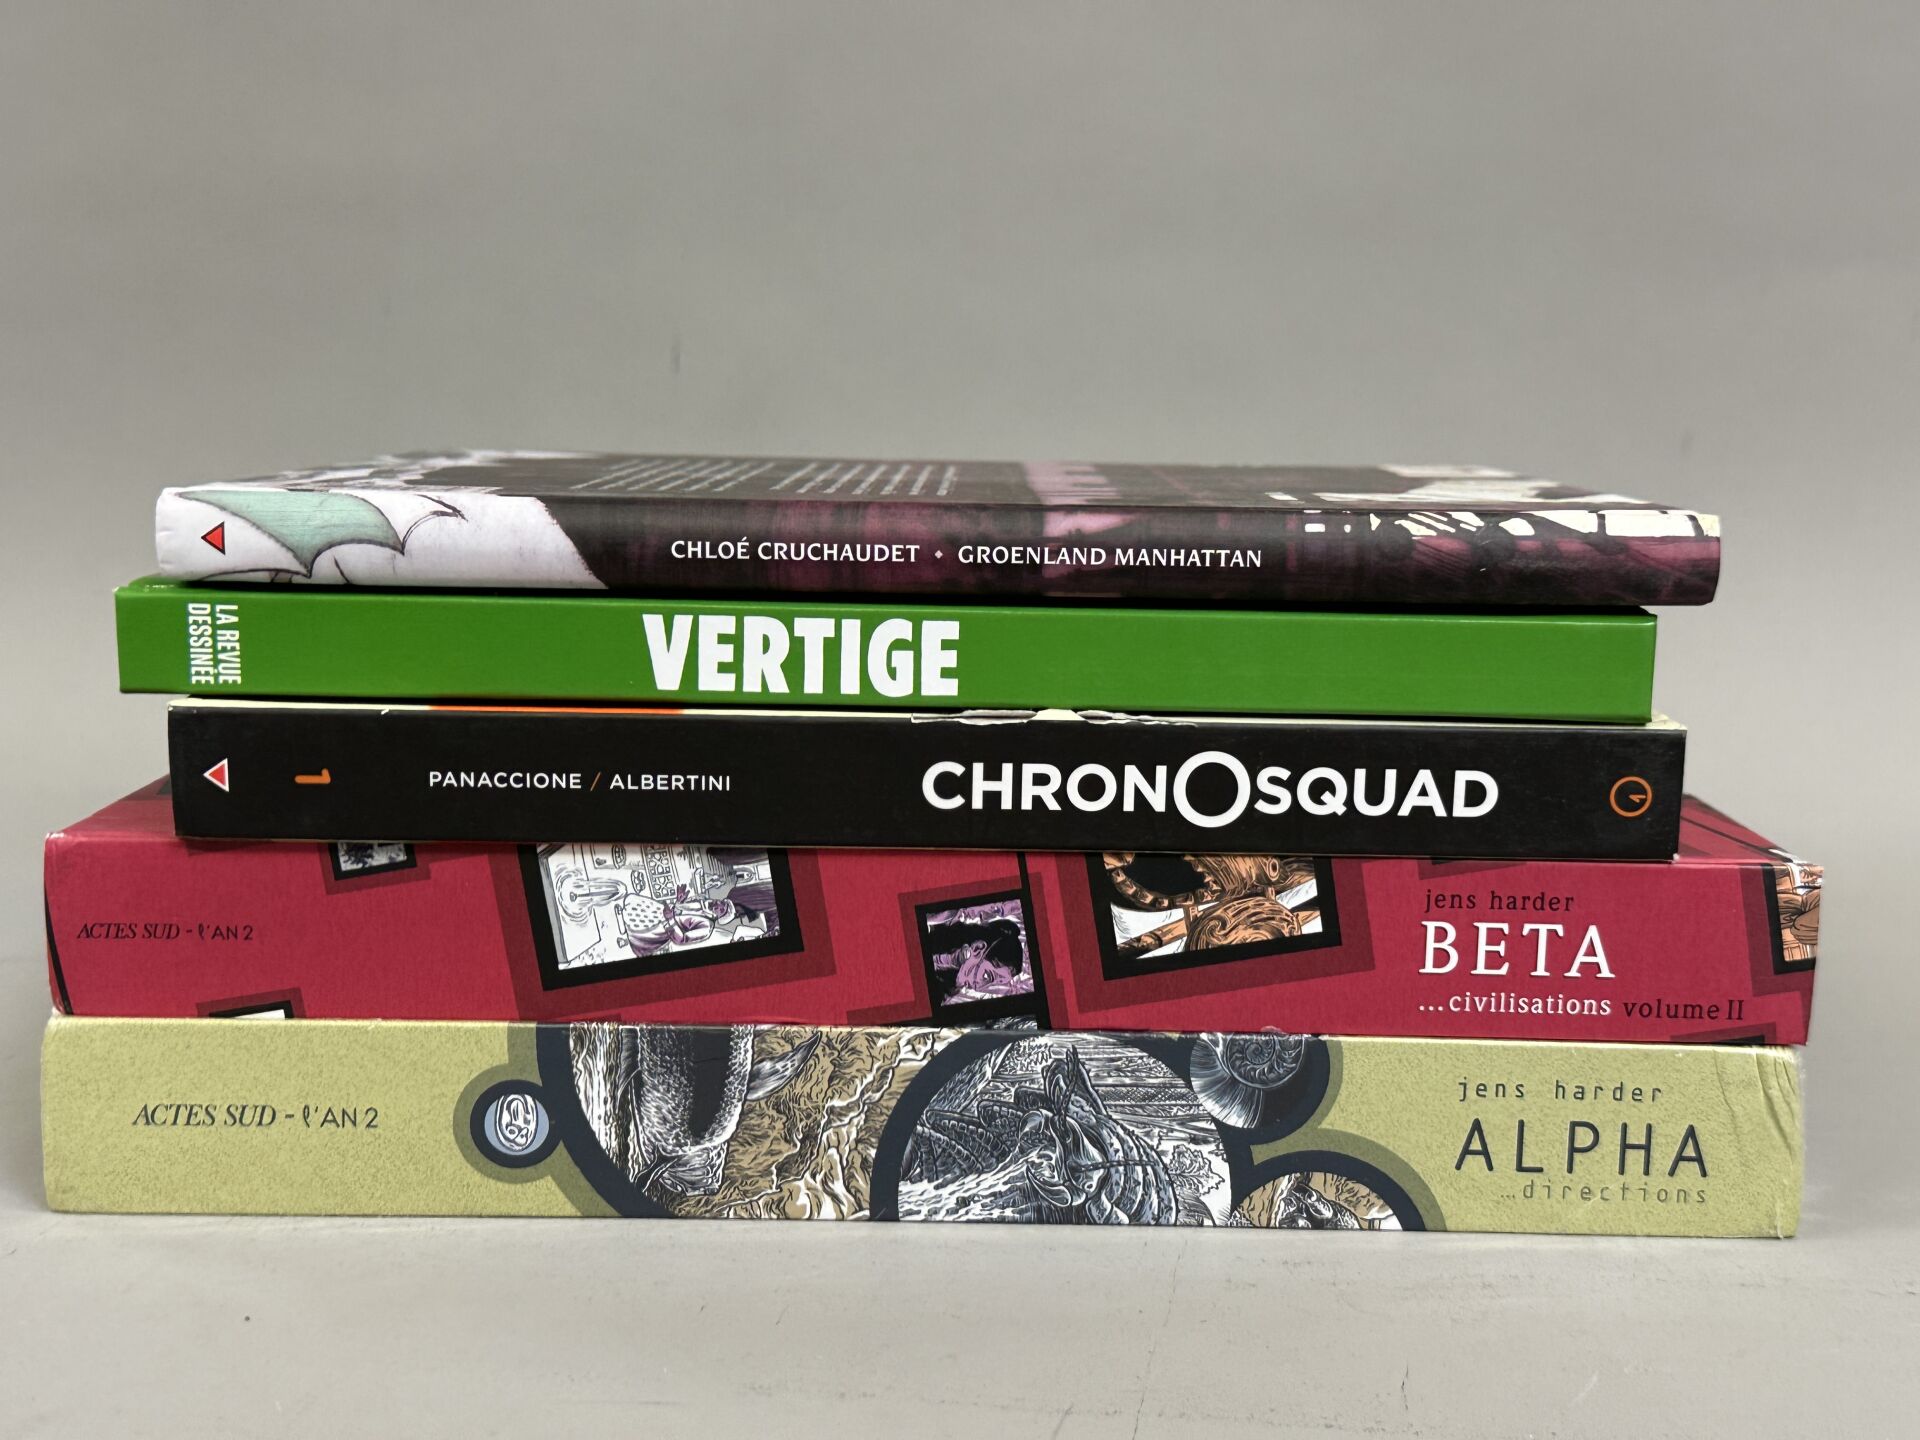 CHLOÉ CRUCHAUDET • GROENLAND MANHATTAN
LA REVUE
DESSINÉE
VERTIGE
1
PANACCIONE / ALBERTINI
CHRONOSQUAD
ACTES SUD - l'AN 2
jens harder
BETA
...civilisations volume II
ACTES SUD - l'AN 2
jens harder
ALPHA
...directions